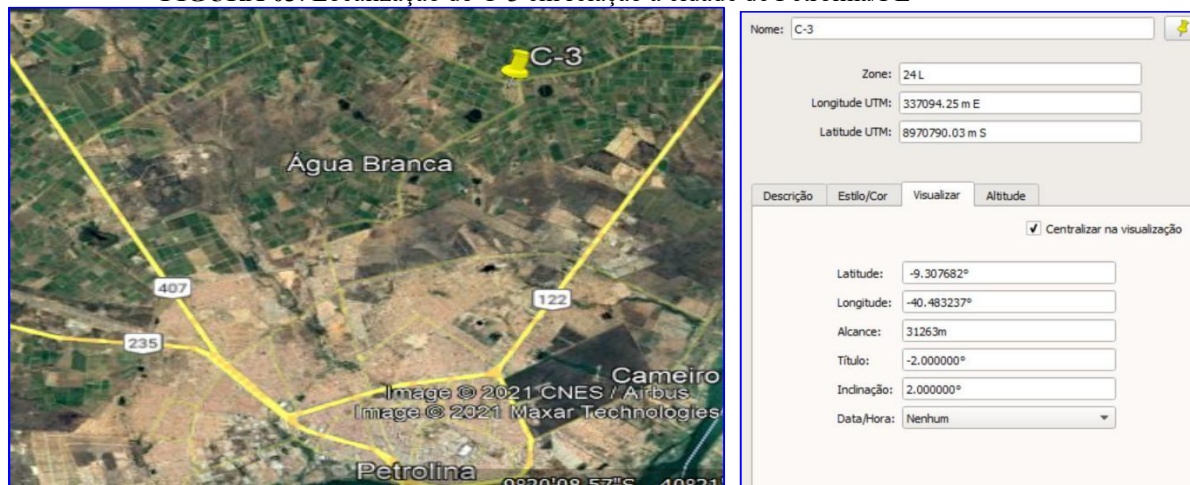 C-3
Água Branca
407
122
235
Cameiro
Image © 2021 CNES / Airbus
Image © 2021 Maxar Technologies
Petrolina
Nome: C-3
Zone: 24 L
Longitude UTM: 337094.25 m E
Latitude UTM: 8970790.03 m S
Descrição Estilo/Cor Visualizar Altitude
Centralizar na visualização
Latitude: -9.307682°
Longitude: -40.483237°
Alcance: 31263m
Título: -2.000000°
Inclinação: 2.000000°
Data/Hora: Nenhum